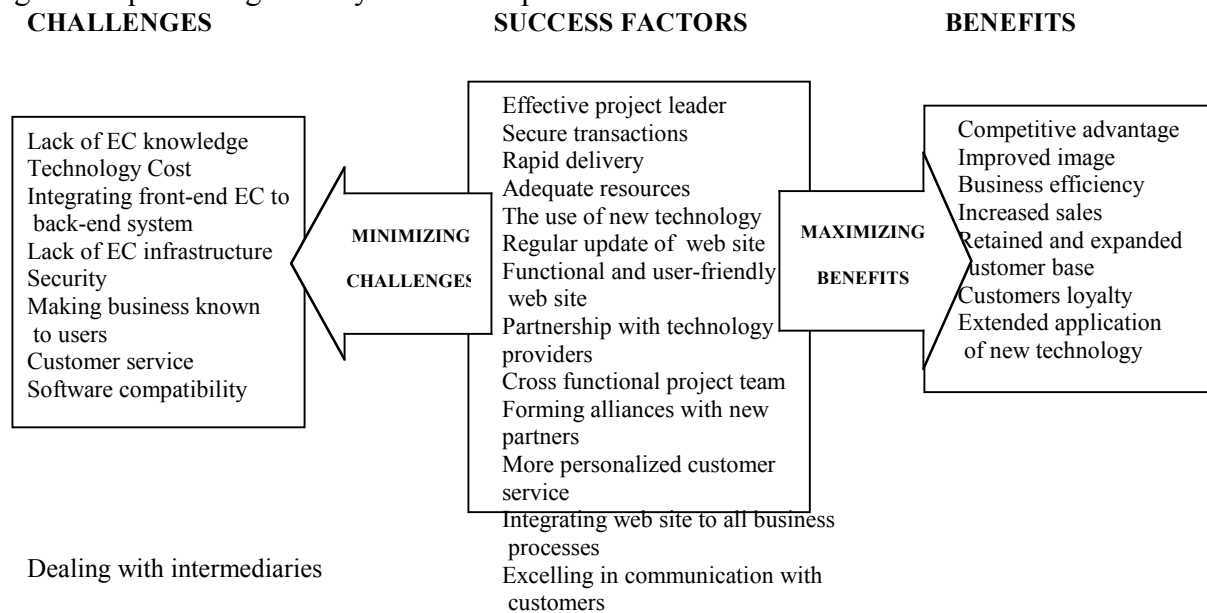 CHALLENGES
SUCCESS FACTORS
BENEFITS
Lack of EC knowledge
Technology Cost
Integrating front-end EC to
back-end system
Lack of EC infrastructure
Security
Making business known
to users
Customer service
Software compatibility
Dealing with intermediaries
MINIMIZING
CHALLENGES
Effective project leader
Secure transactions
Rapid delivery
Adequate resources
The use of new technology
Regular update of web site
Functional and user-friendly
web site
Partnership with technology
providers
Cross functional project team
Forming alliances with new
partners
More personalized customer
service
Integrating web site to all business
processes
Excelling in communication with
customers
MAXIMIZING
BENEFITS
Competitive advantage
Improved image
Business efficiency
Increased sales
Retained and expanded
customer base
Customers loyalty
Extended application
of new technology